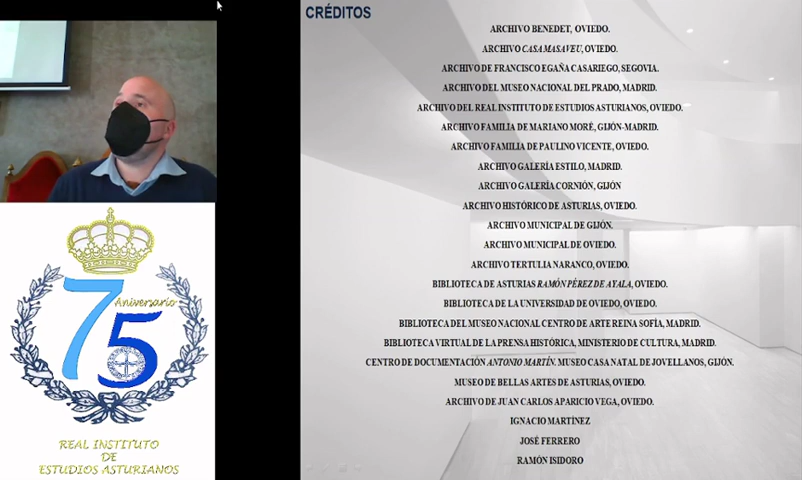 CRÉDITOS
ARCHIVO BENEDET, OVIEDO.
ARCHIVO CASA MASAVEU, OVIEDO.
ARCHIVO DE FRANCISCO EGAÑA CASARIEGO, SEGOVIA.
ARCHIVO DEL MUSEO NACIONAL DEL PRADO, MADRID.
ARCHIVO DEL REAL INSTITUTO DE ESTUDIOS ASTURIANOS, OVIEDO.
ARCHIVO FAMILIA DE MARIANO MORÉ, GIJÓN-MADRID.
ARCHIVO FAMILIA DE PAULINO VICENTE, OVIEDO.
ARCHIVO GALERÍA ESTILO, MADRID.
ARCHIVO GALERÍA CORNIÓN, GIJÓN
ARCHIVO HISTÓRICO DE ASTURIAS, OVIEDO.
ARCHIVO MUNICIPAL DE GIJÓN.
ARCHIVO MUNICIPAL DE OVIEDO.
ARCHIVO TERTULIA NARANCO, OVIEDO.
BIBLIOTECA DE ASTURIAS RAMÓN PÉREZ DE AYALA, OVIEDO.
BIBLIOTECA DE LA UNIVERSIDAD DE OVIEDO, OVIEDO.
BIBLIOTECA DEL MUSEO NACIONAL CENTRO DE ARTE REINA SOFÍA, MADRID.
BIBLIOTECA VIRTUAL DE LA PRENSA HISTÓRICA, MINISTERIO DE CULTURA, MADRID.
CENTRO DE DOCUMENTACIÓN ANTONIO MARTÍN. MUSEO CASA NATAL DE JOVELLANOS, GIJÓN.
MUSEO DE BELLAS ARTES DE ASTURIAS, OVIEDO.
ARCHIVO DE JUAN CARLOS APARICIO VEGA, OVIEDO.
IGNACIO MARTÍNEZ
JOSÉ FERRERO
RAMÓN ISIDORO
75 Aniversario
REAL INSTITUTO
DE
ESTUDIOS ASTURIANOS